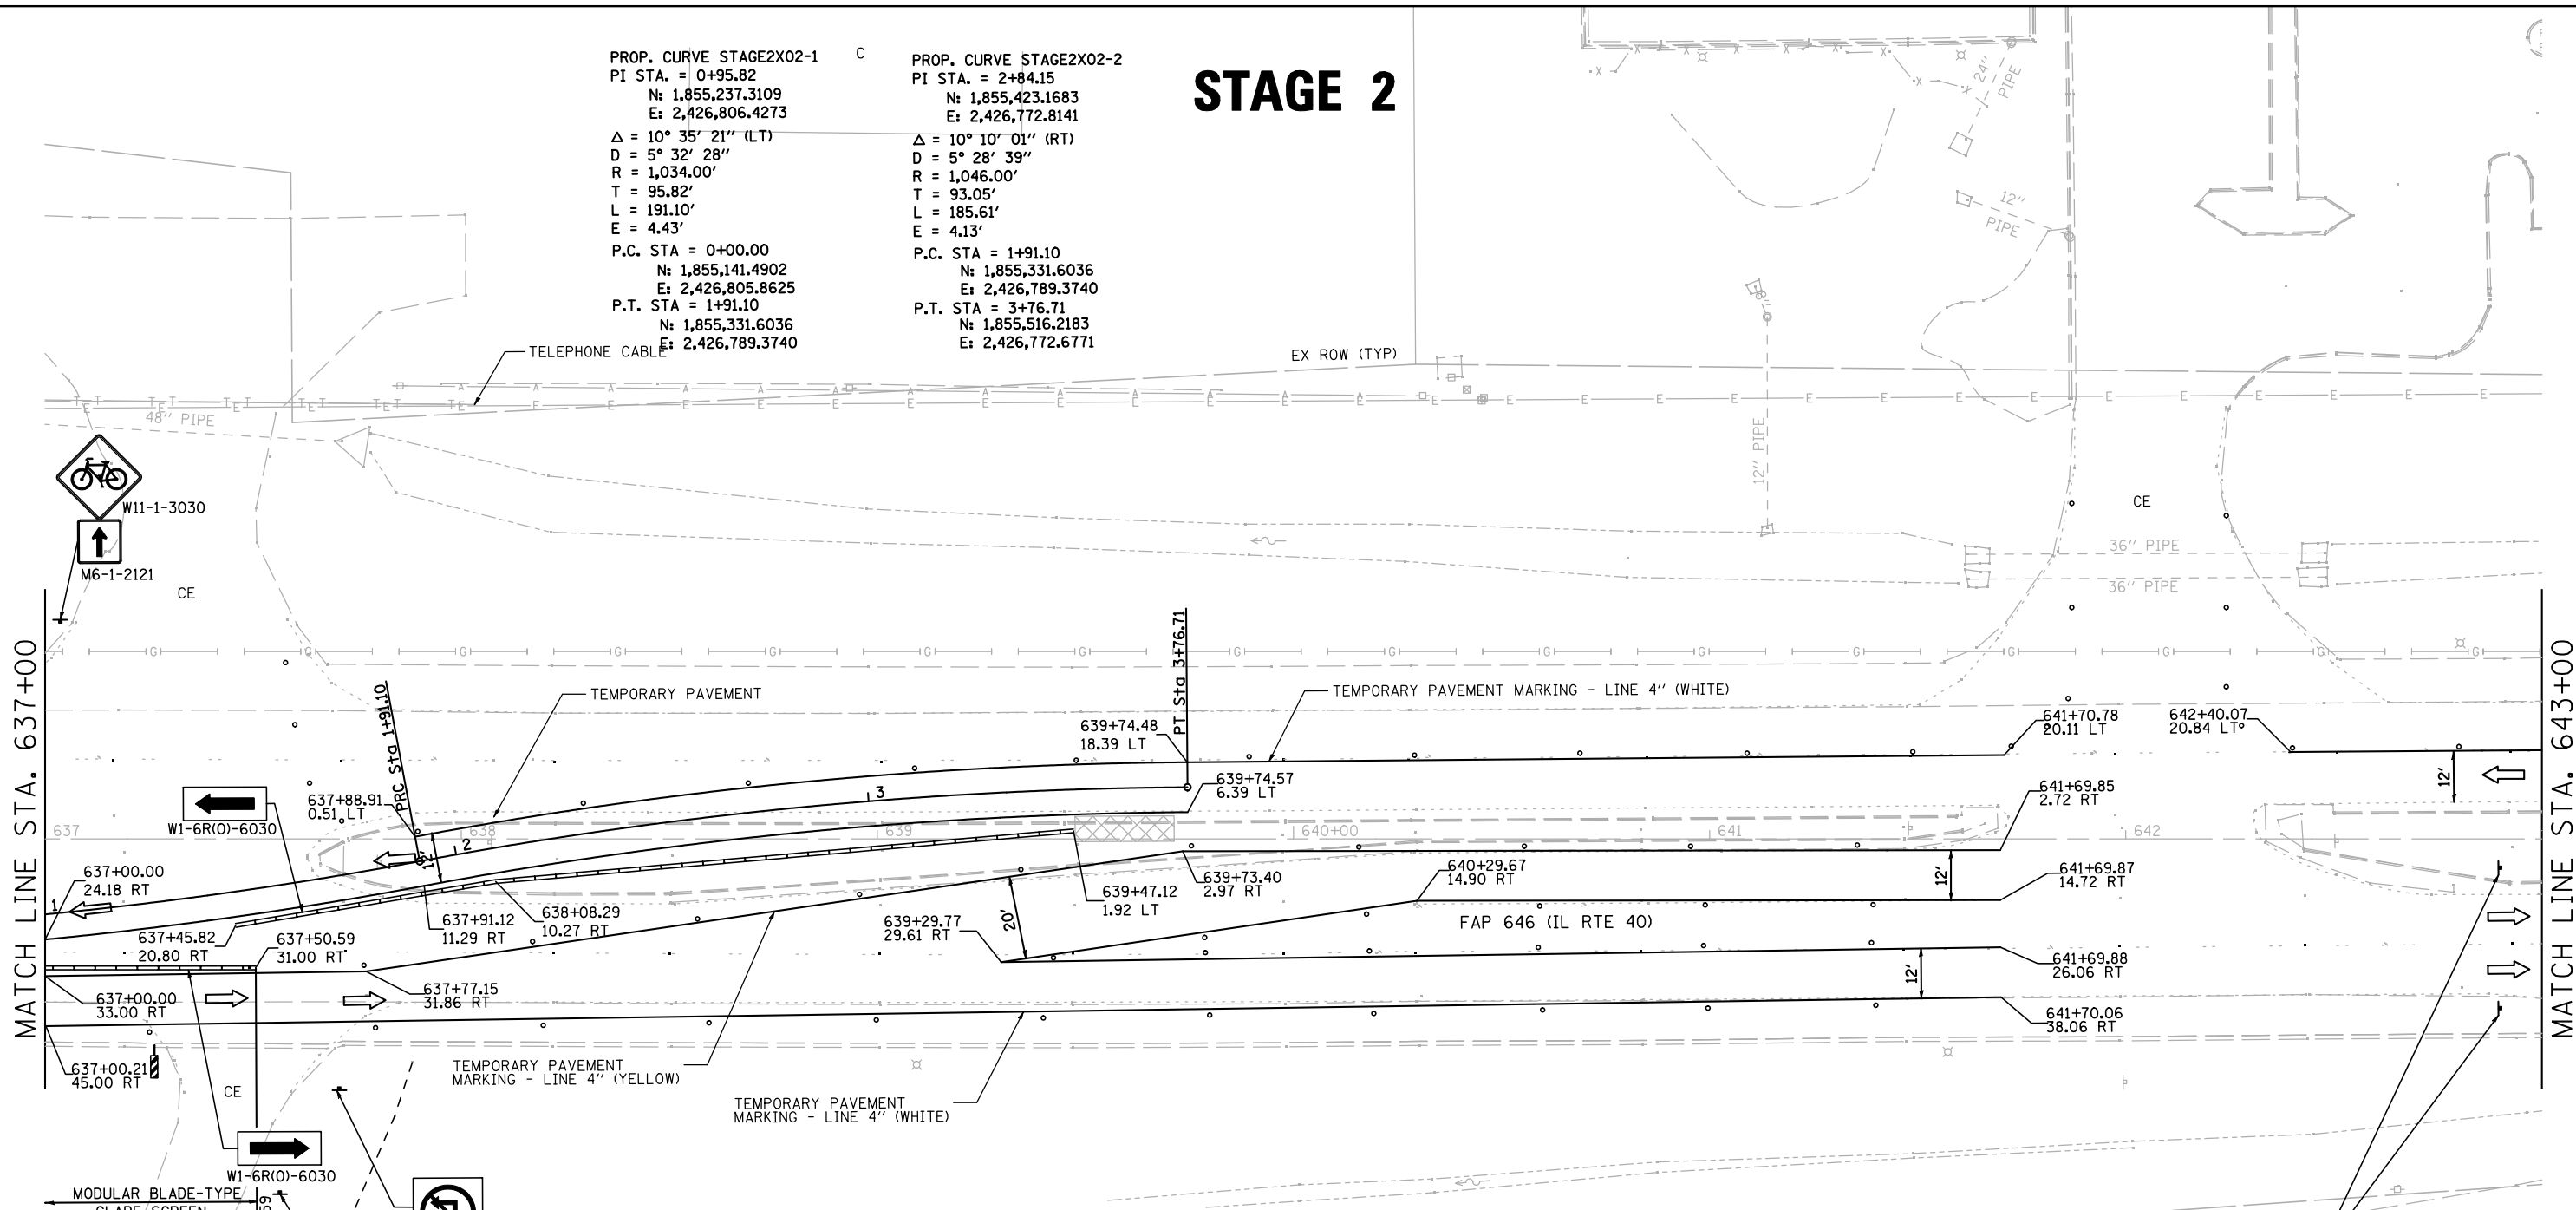 STAGE 2
PROP. CURVE STAGE2X02-1
PI STA. = 0+95.82
N: 1,855,237.3109
E: 2,426,806.4273
Δ = 10° 35' 21" (LT)
D = 5° 32' 28"
R = 1,034.00'
T = 95.82'
L = 191.10'
E = 4.43'
P.C. STA = 0+00.00
N: 1,855,141.4902
E: 2,426,805.8625
P.T. STA = 1+91.10
N: 1,855,331.6036
E: 2,426,789.3740
C
PROP. CURVE STAGE2X02-2
PI STA. = 2+84.15
N: 1,855,423.1683
E: 2,426,772.8141
Δ = 10° 10' 01" (RT)
D = 5° 28' 39"
R = 1,046.00'
T = 93.05'
L = 185.61'
E = 4.13'
P.C. STA = 1+91.10
N: 1,855,331.6036
E: 2,426,789.3740
P.T. STA = 3+76.71
N: 1,855,516.2183
E: 2,426,772.6771
24" PIPE
12" PIPE
TELEPHONE CABLE
EX ROW (TYP)
48" PIPE
12" PIPE
W11-1-3030
M6-1-2121
CE
CE
36" PIPE
36" PIPE
MATCH LINE STA. 637+00
MATCH LINE STA. 643+00
TEMPORARY PAVEMENT
TEMPORARY PAVEMENT MARKING - LINE 4" (WHITE)
PRC Sta 1+91.10
PT Sta 3+76.71
639+74.48
18.39 LT
641+70.78
20.11 LT
642+40.07
20.84 LT
637+88.91
0.51 LT
639+74.57
6.39 LT
641+69.85
2.72 RT
12'
W1-6R(O)-6030
637
638
639
640+00
641
642
1
2
3
12'
637+00.00
24.18 RT
637+45.82
20.80 RT
637+50.59
31.00 RT
637+91.12
11.29 RT
638+08.29
10.27 RT
639+47.12
1.92 LT
639+73.40
2.97 RT
640+29.67
14.90 RT
641+69.87
14.72 RT
12'
20'
639+29.77
29.61 RT
FAP 646 (IL RTE 40)
641+69.88
26.06 RT
12'
637+00.00
33.00 RT
637+77.15
31.86 RT
641+70.06
38.06 RT
637+00.21
45.00 RT
TEMPORARY PAVEMENT
MARKING - LINE 4" (YELLOW)
TEMPORARY PAVEMENT
MARKING - LINE 4" (WHITE)
CE
W1-6R(O)-6030
MODULAR BLADE-TYPE
GLARE SCREEN